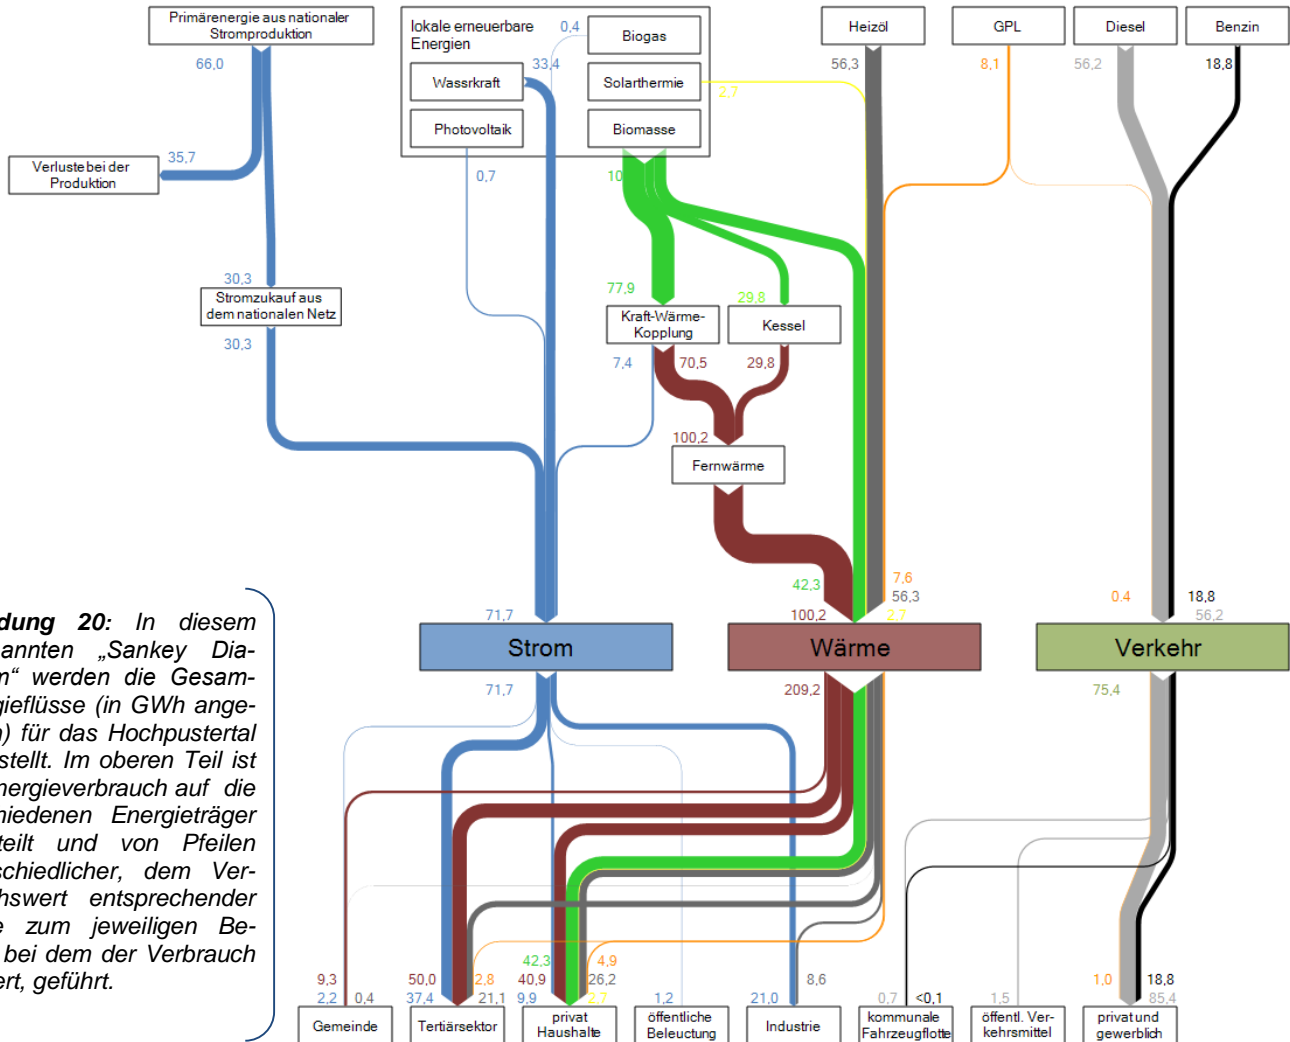 Primärenergie aus nationaler
Stromproduktion
66,0
35,7
Verluste bei der
Produktion
30,3
Stromzukauf aus
dem nationalen Netz
30,3
lokale erneuerbare
Energien
0,4
Biogas
33,4
Wassrkraft
Solarthermie
2,7
Photovoltaik
Biomasse
0,7
10
Heizöl
56,3
GPL
8,1
Diesel
56,2
Benzin
18,8
77,9
29,8
Kraft-Wärme-
Kopplung
Kessel
7,4
70,5
29,8
100,2
Fernwärme
42,3
7,6
56,3
100,2
2,7
71,7
0.4
18,8
56,2
Strom
Wärme
Verkehr
71,7
209,2
75,4
dung 20: In diesem
annten „Sankey Dia-
m“ werden die Gesam-
gieflüsse (in GWh ange-
n) für das Hochpustertal
stellt. Im oberen Teil ist
nergieverbrauch auf die
hiedenen Energieträger
teilt und von Pfeilen
schiedlicher, dem Ver-
hswert entsprechender
e zum jeweiligen Be-
bei dem der Verbrauch
ert, geführt.
9,3
2,2
0,4
Gemeinde
50,0
2,8
37,4
21,1
Tertiärsektor
42,3
4,9
40,9
26,2
9,9
2,7
privat
Haushalte
1,2
öffentliche
Beleuctung
8,6
21,0
Industrie
0,7
<0,1
kommunale
Fahrzeugflotte
1,5
öffentl. Ver-
kehrsmittel
1,0
18,8
85,4
privat und
gewerblich